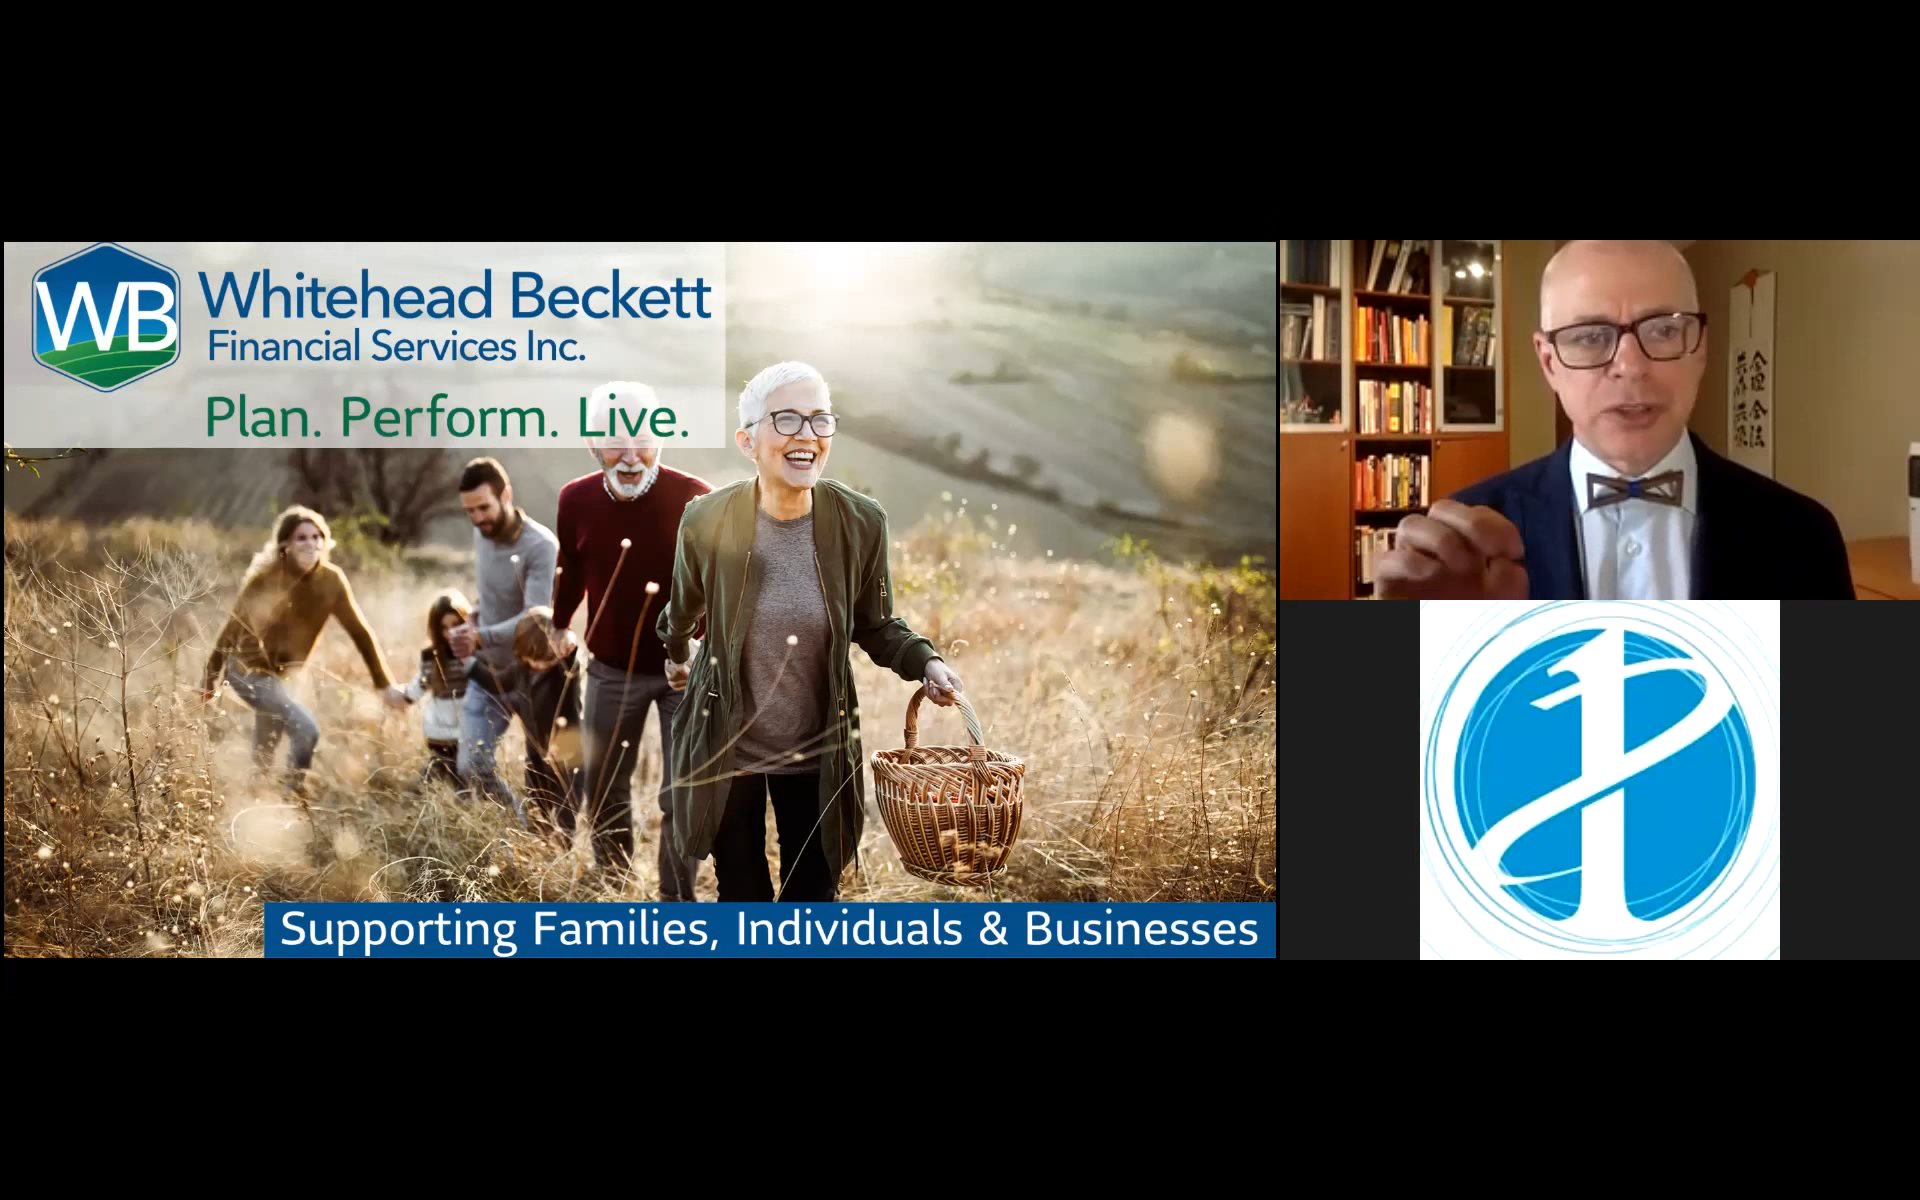 WB
Whitehead Beckett
Financial Services Inc.
Plan. Perform. Live.
Supporting Families, Individuals & Businesses